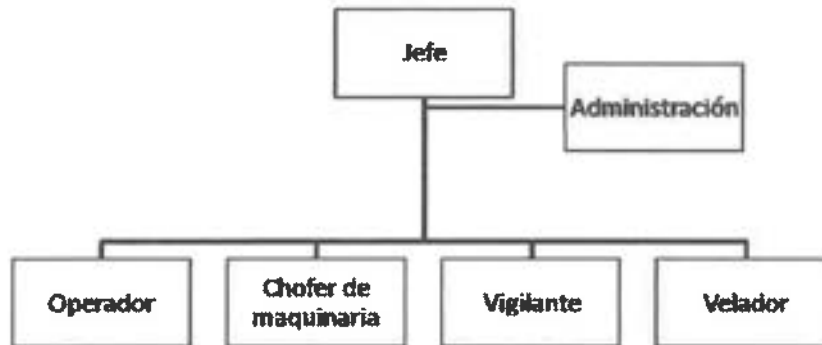 Jefe
Administración
Operador
Chofer de
maquinaria
Vigilante
Velador